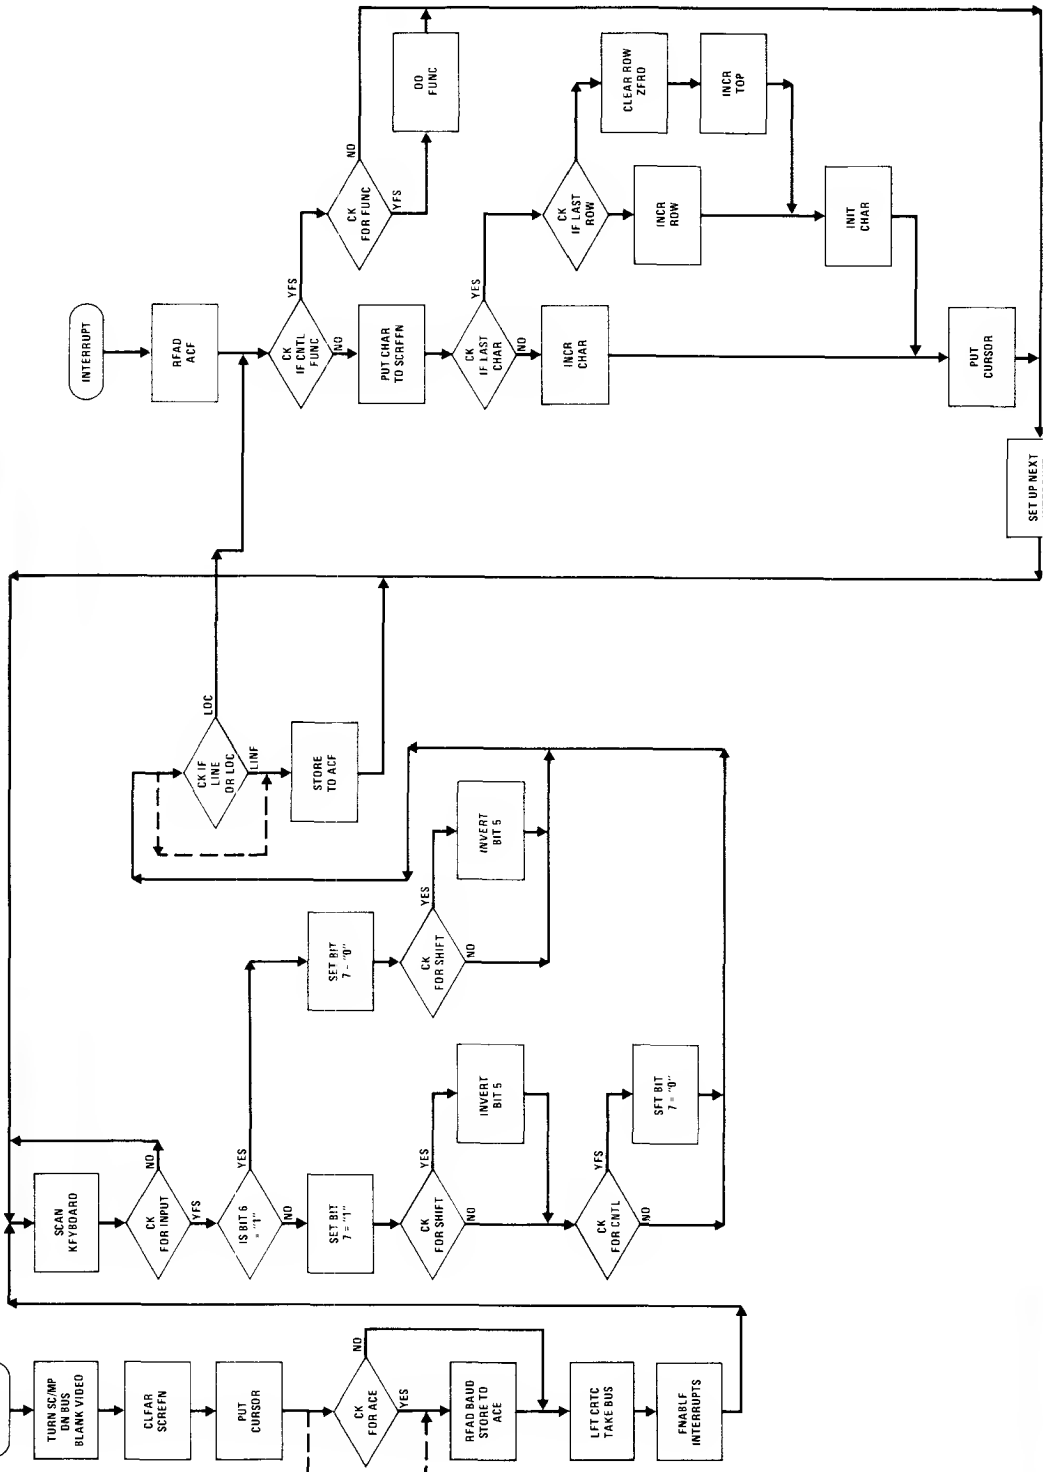 TURN SC/MP
DN BUS
BLANK VIDEO
CLFAR
SCREFN
PUT
CURSOR
CK
FOR ACE
NO
YES
RFAD BAUD
STORE TO
ACE
LFT CRTC
TAKE BUS
FNABLF
INTERRUPTS
SCAN
KFYBOARD
CK
FOR INPUT
NO
YFS
IS BIT 6
= "1"
YES
NO
SET BIT
7 = "1"
CK
FOR SHIFT
YES
NO
INVERT
BIT 5
CK
FOR CNTL
YFS
NO
SFT BIT
7 = "0"
SET BIT
7 - "0"
CK
FOR SHIFT
YES
NO
INVERT
BIT 5
CK IF
LINE
OR LOC
LOC
LINF
STORE
TO ACF
INTERRUPT
RFAD
ACF
CK
IF CNTL
FUNC
YFS
NO
CK
FOR FUNC
NO
YFS
DO
FUNC
PUT CHAR
TO SCRFFN
CK
IF LAST
CHAR
YES
NO
INCR
CHAR
CK
IF LAST
ROW
CLEAR ROW
ZFRO
INCR
TOP
INCR
ROW
INIT
CHAR
PUT
CURSOR
SET UP NEXT